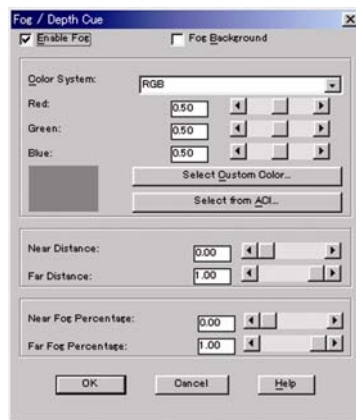 Fog / Depth Cue
Enable Fog
Fog Background
Color System:
RGB
Red:
0.50
Green:
0.50
Blue:
0.50
Select Custom Color...
Select from ACI...
Near Distance:
0.00
Far Distance:
1.00
Near Fog Percentage:
0.00
Far Fog Percentage:
1.00
OK
Cancel
Help